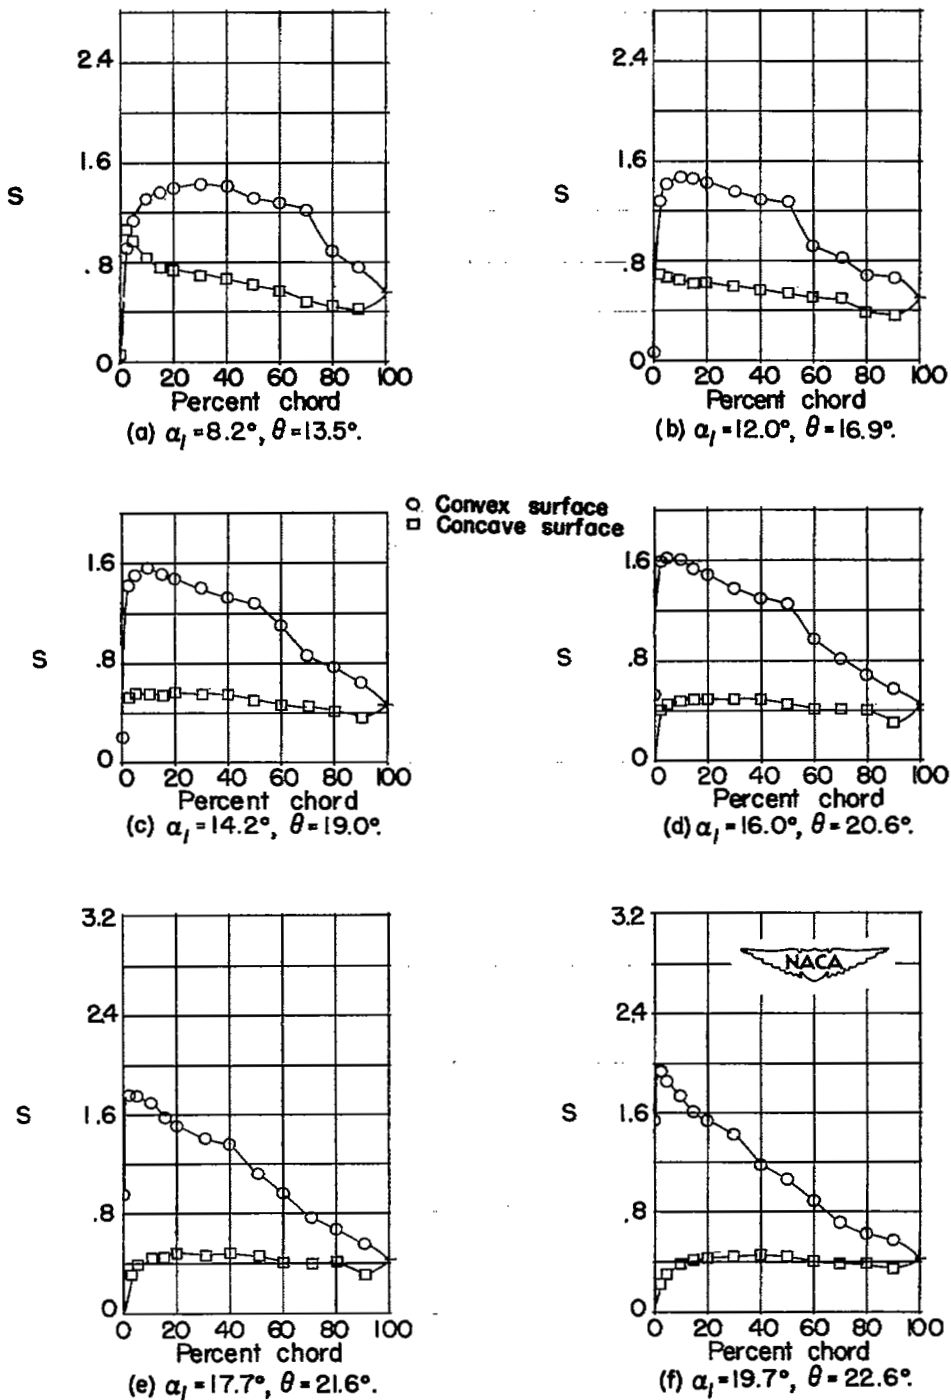 2.4
1.6
S
.8
0
0 20 40 60 80 100
Percent chord
(a) α₁=8.2°, θ=13.5°.
2.4
1.6
S
.8
0
0 20 40 60 80 100
Percent chord
(b) α₁=12.0°, θ=16.9°.
Convex surface
Concave surface
1.6
S
.8
0
0 20 40 60 80 100
Percent chord
(c) α₁=14.2°, θ=19.0°.
1.6
S
.8
0
0 20 40 60 80 100
Percent chord
(d) α₁=16.0°, θ=20.6°.
3.2
2.4
1.6
S
.8
0
0 20 40 60 80 100
Percent chord
(e) α₁=17.7°, θ=21.6°.
3.2
NACA
2.4
1.6
S
.8
0
0 20 40 60 80 100
Percent chord
(f) α₁=19.7°, θ=22.6°.